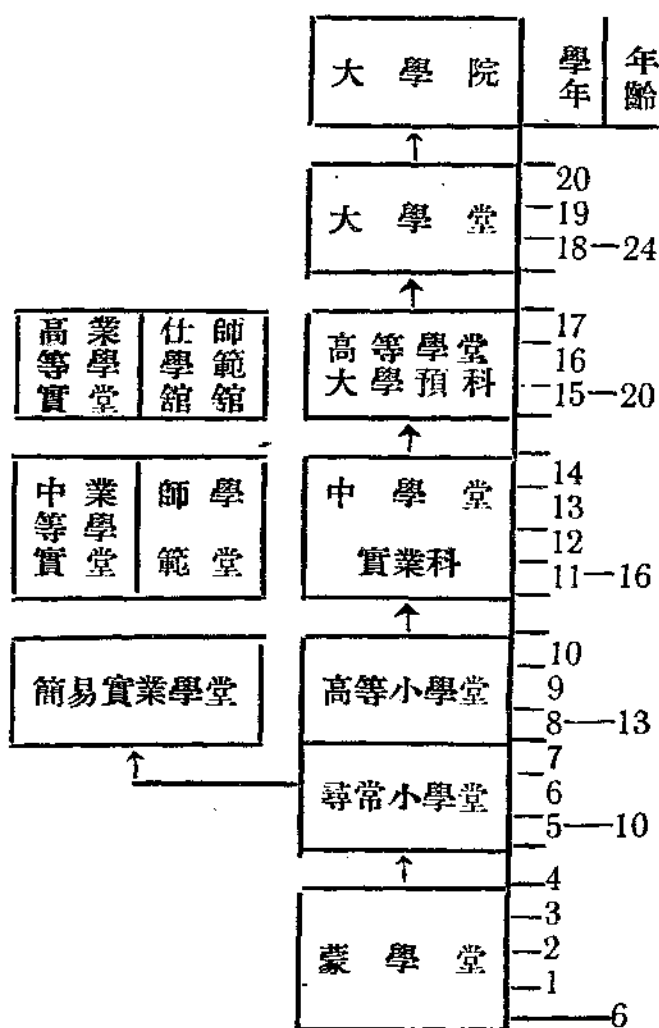 大學院
學年
年齡
大學堂
20
19
18—24
高等實業學堂
仕學舘
師範舘
高等學堂
大學預科
17
16
15—20
中等實業學堂
師範學堂
中學堂
實業科
14
13
12
11—16
簡易實業學堂
高等小學堂
10
9
8—13
尋常小學堂
7
6
5—10
蒙學堂
4
3
2
1
6